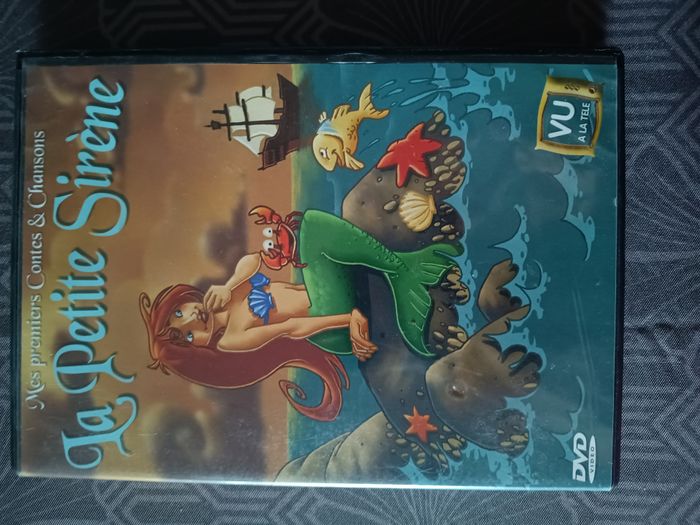 Mes premiers Contes & Chansons
La Petite Sirène
VU
A LA TÉLÉ
DVD
VIDEO